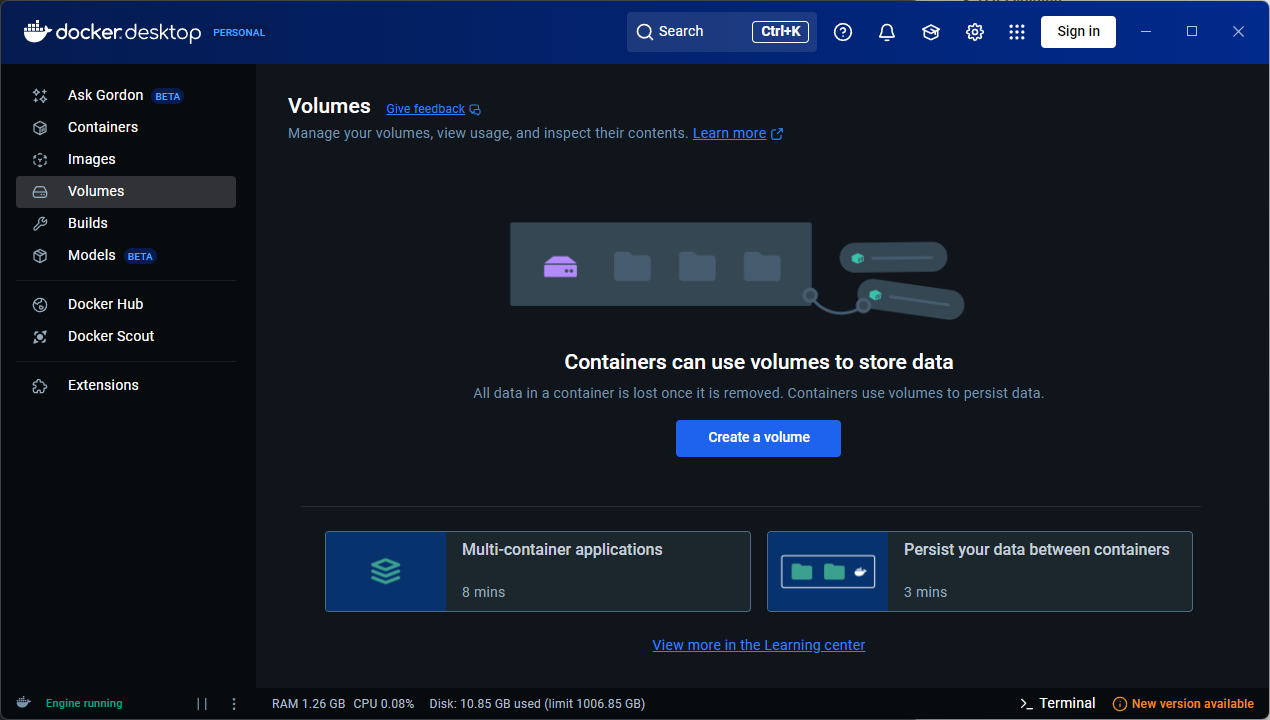 docker.desktop PERSONAL
Search Ctrl+K
Sign in
Ask Gordon BETA
Containers
Images
Volumes
Builds
Models BETA
Docker Hub
Docker Scout
Extensions
Volumes Give feedback
Manage your volumes, view usage, and inspect their contents. Learn more
Containers can use volumes to store data
All data in a container is lost once it is removed. Containers use volumes to persist data.
Create a volume
Multi-container applications
8 mins
Persist your data between containers
3 mins
View more in the Learning center
Engine running
RAM 1.26 GB CPU 0.08% Disk: 10.85 GB used (limit 1006.85 GB)
Terminal
New version available